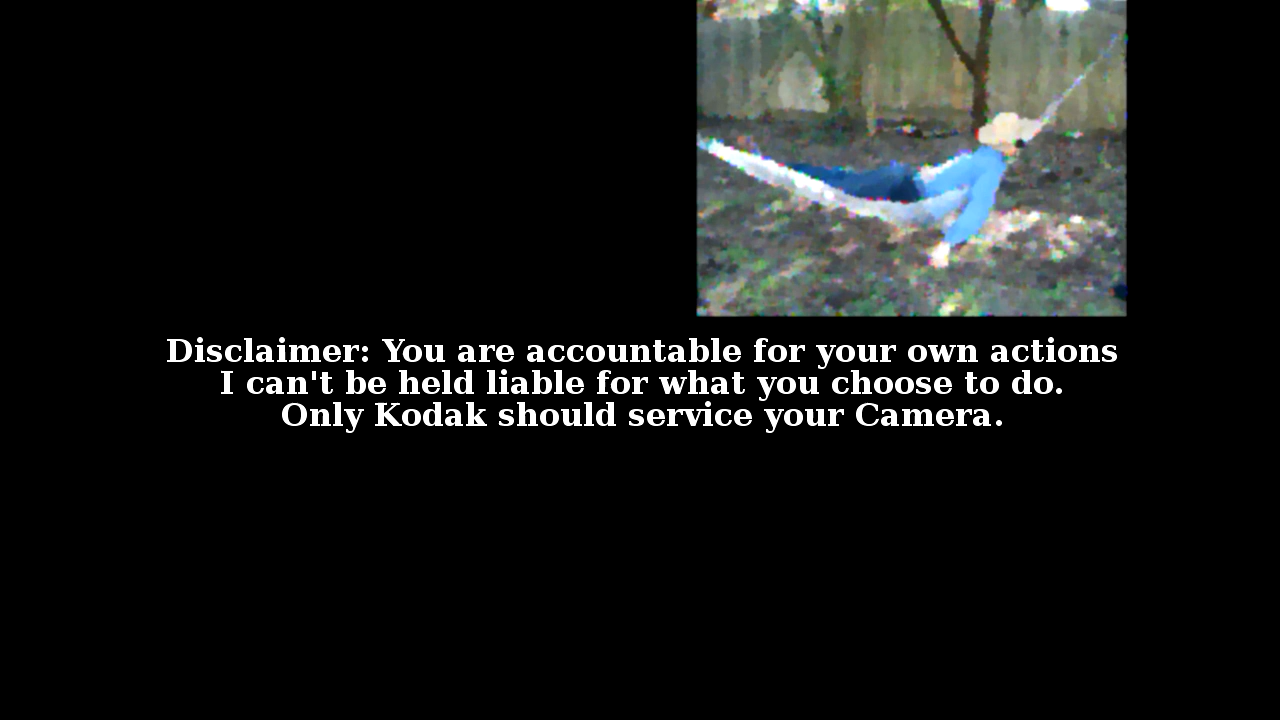 Disclaimer: You are accountable for your own actions
I can't be held liable for what you choose to do.
Only Kodak should service your Camera.